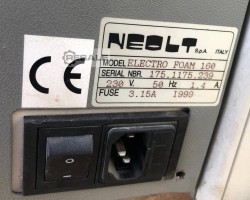 NEOLT S.p.A. ITALY
MODEL ELECTRO FOAM 160
SERIAL NBR. 175.1175.239
230 V. 50 Hz 1.4 A.
FUSE 3.15A 1999
CE